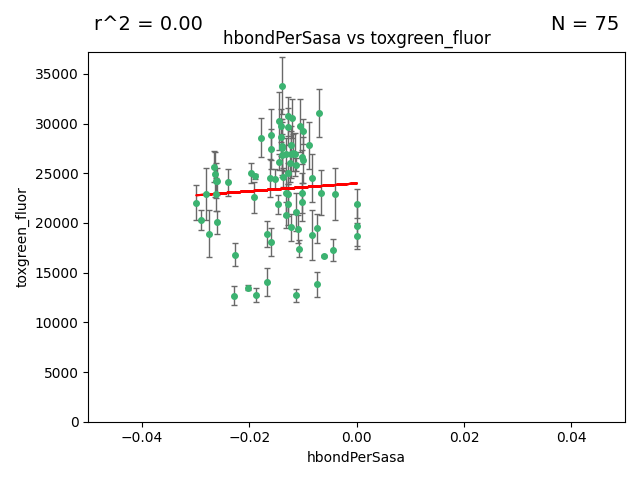 r^2 = 0.00
N = 75
hbondPerSasa vs toxgreen_fluor
35000
30000
25000
20000
15000
10000
5000
0
toxgreen_fluor
−0.04
−0.02
0.00
0.02
0.04
hbondPerSasa